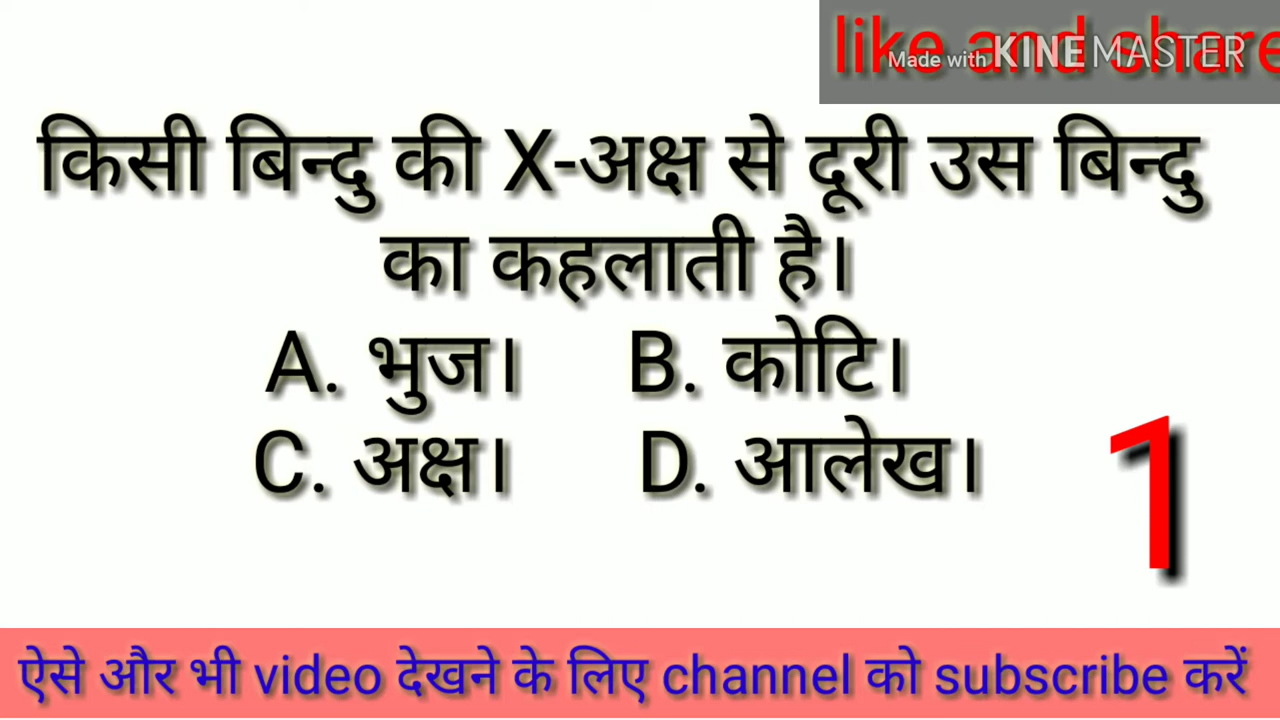 like and share
Made with KINEMASTER
किसी बिन्दु की X-अक्ष से दूरी उस बिन्दु
का कहलाती है।
A. भुज। B. कोटि।
C. अक्ष। D. आलेख।
1
ऐसे और भी video देखने के लिए channel को subscribe करें